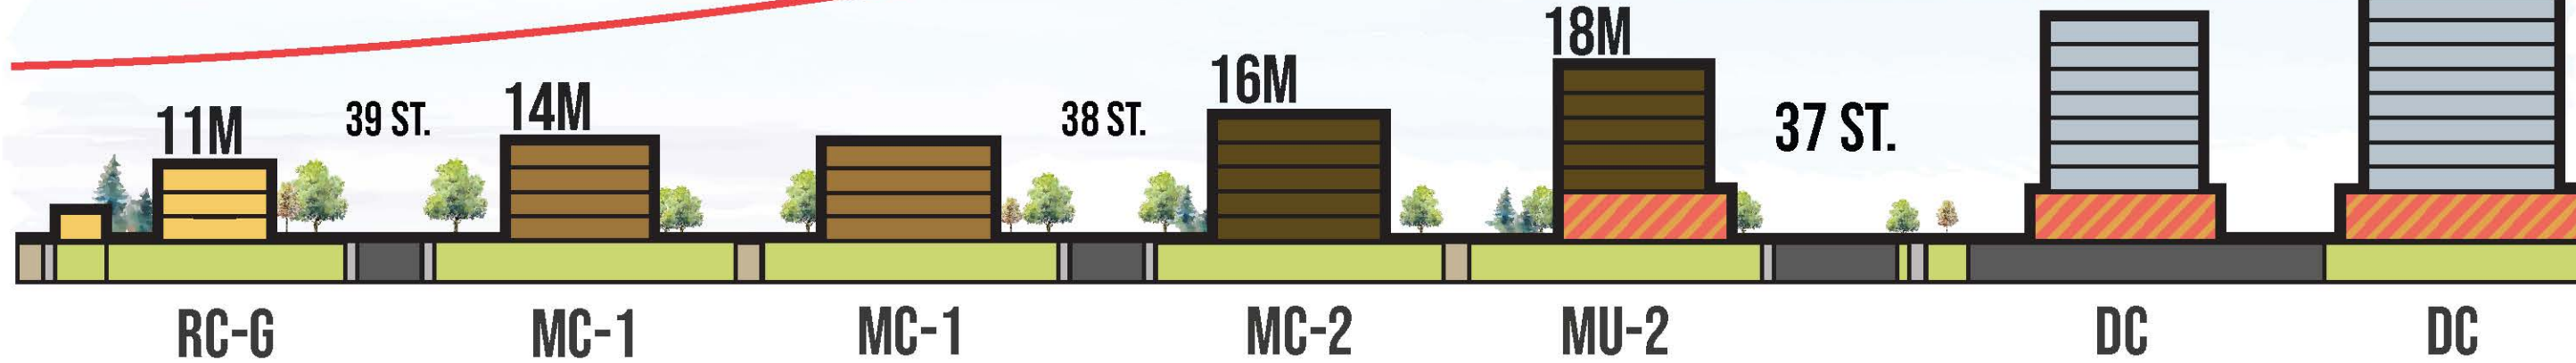 18M
16M
14M
11M
39 ST.
38 ST.
37 ST.
RC-G
MC-1
MC-1
MC-2
MU-2
DC
DC